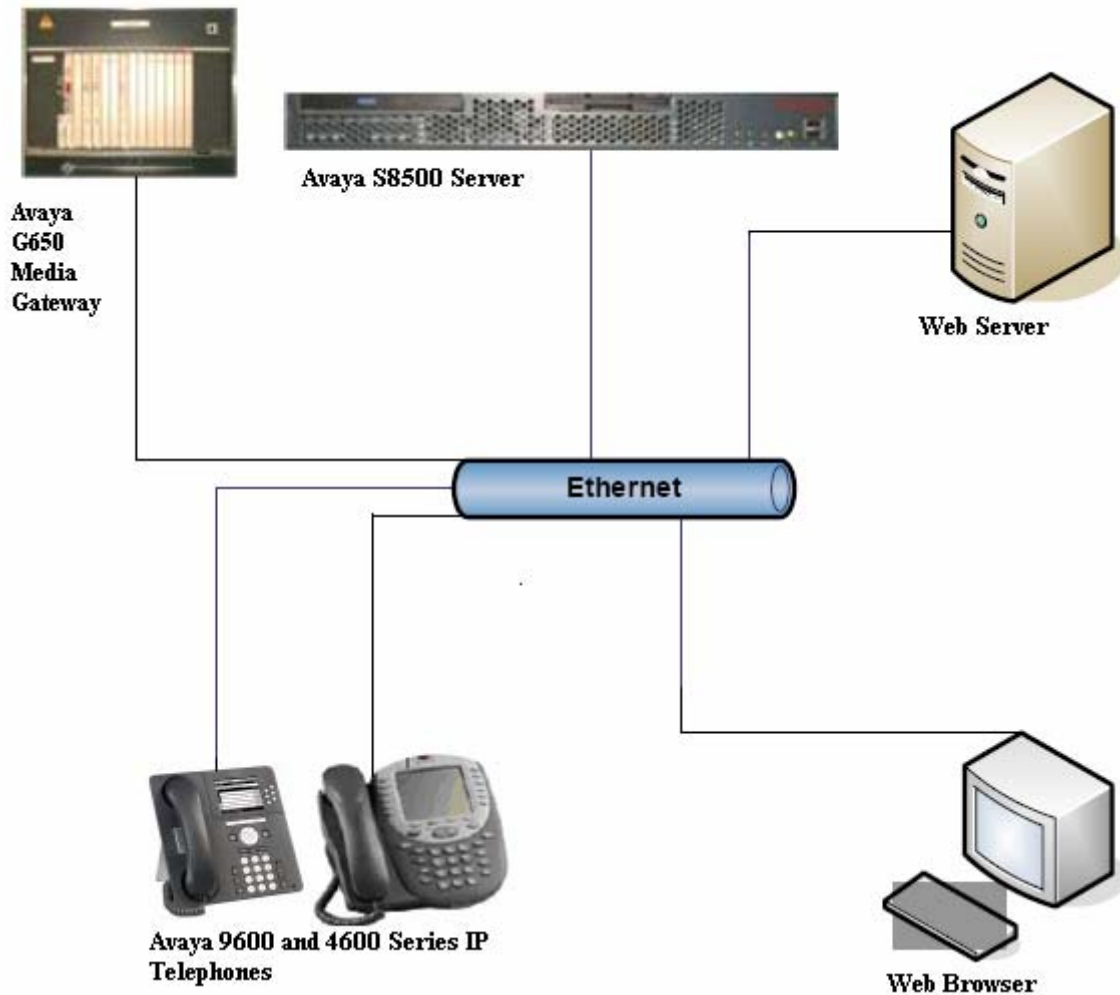 Avaya S8500 Server
Avaya
G650
Media
Gateway
Web Server
Ethernet
Avaya 9600 and 4600 Series IP
Telephones
Web Browser